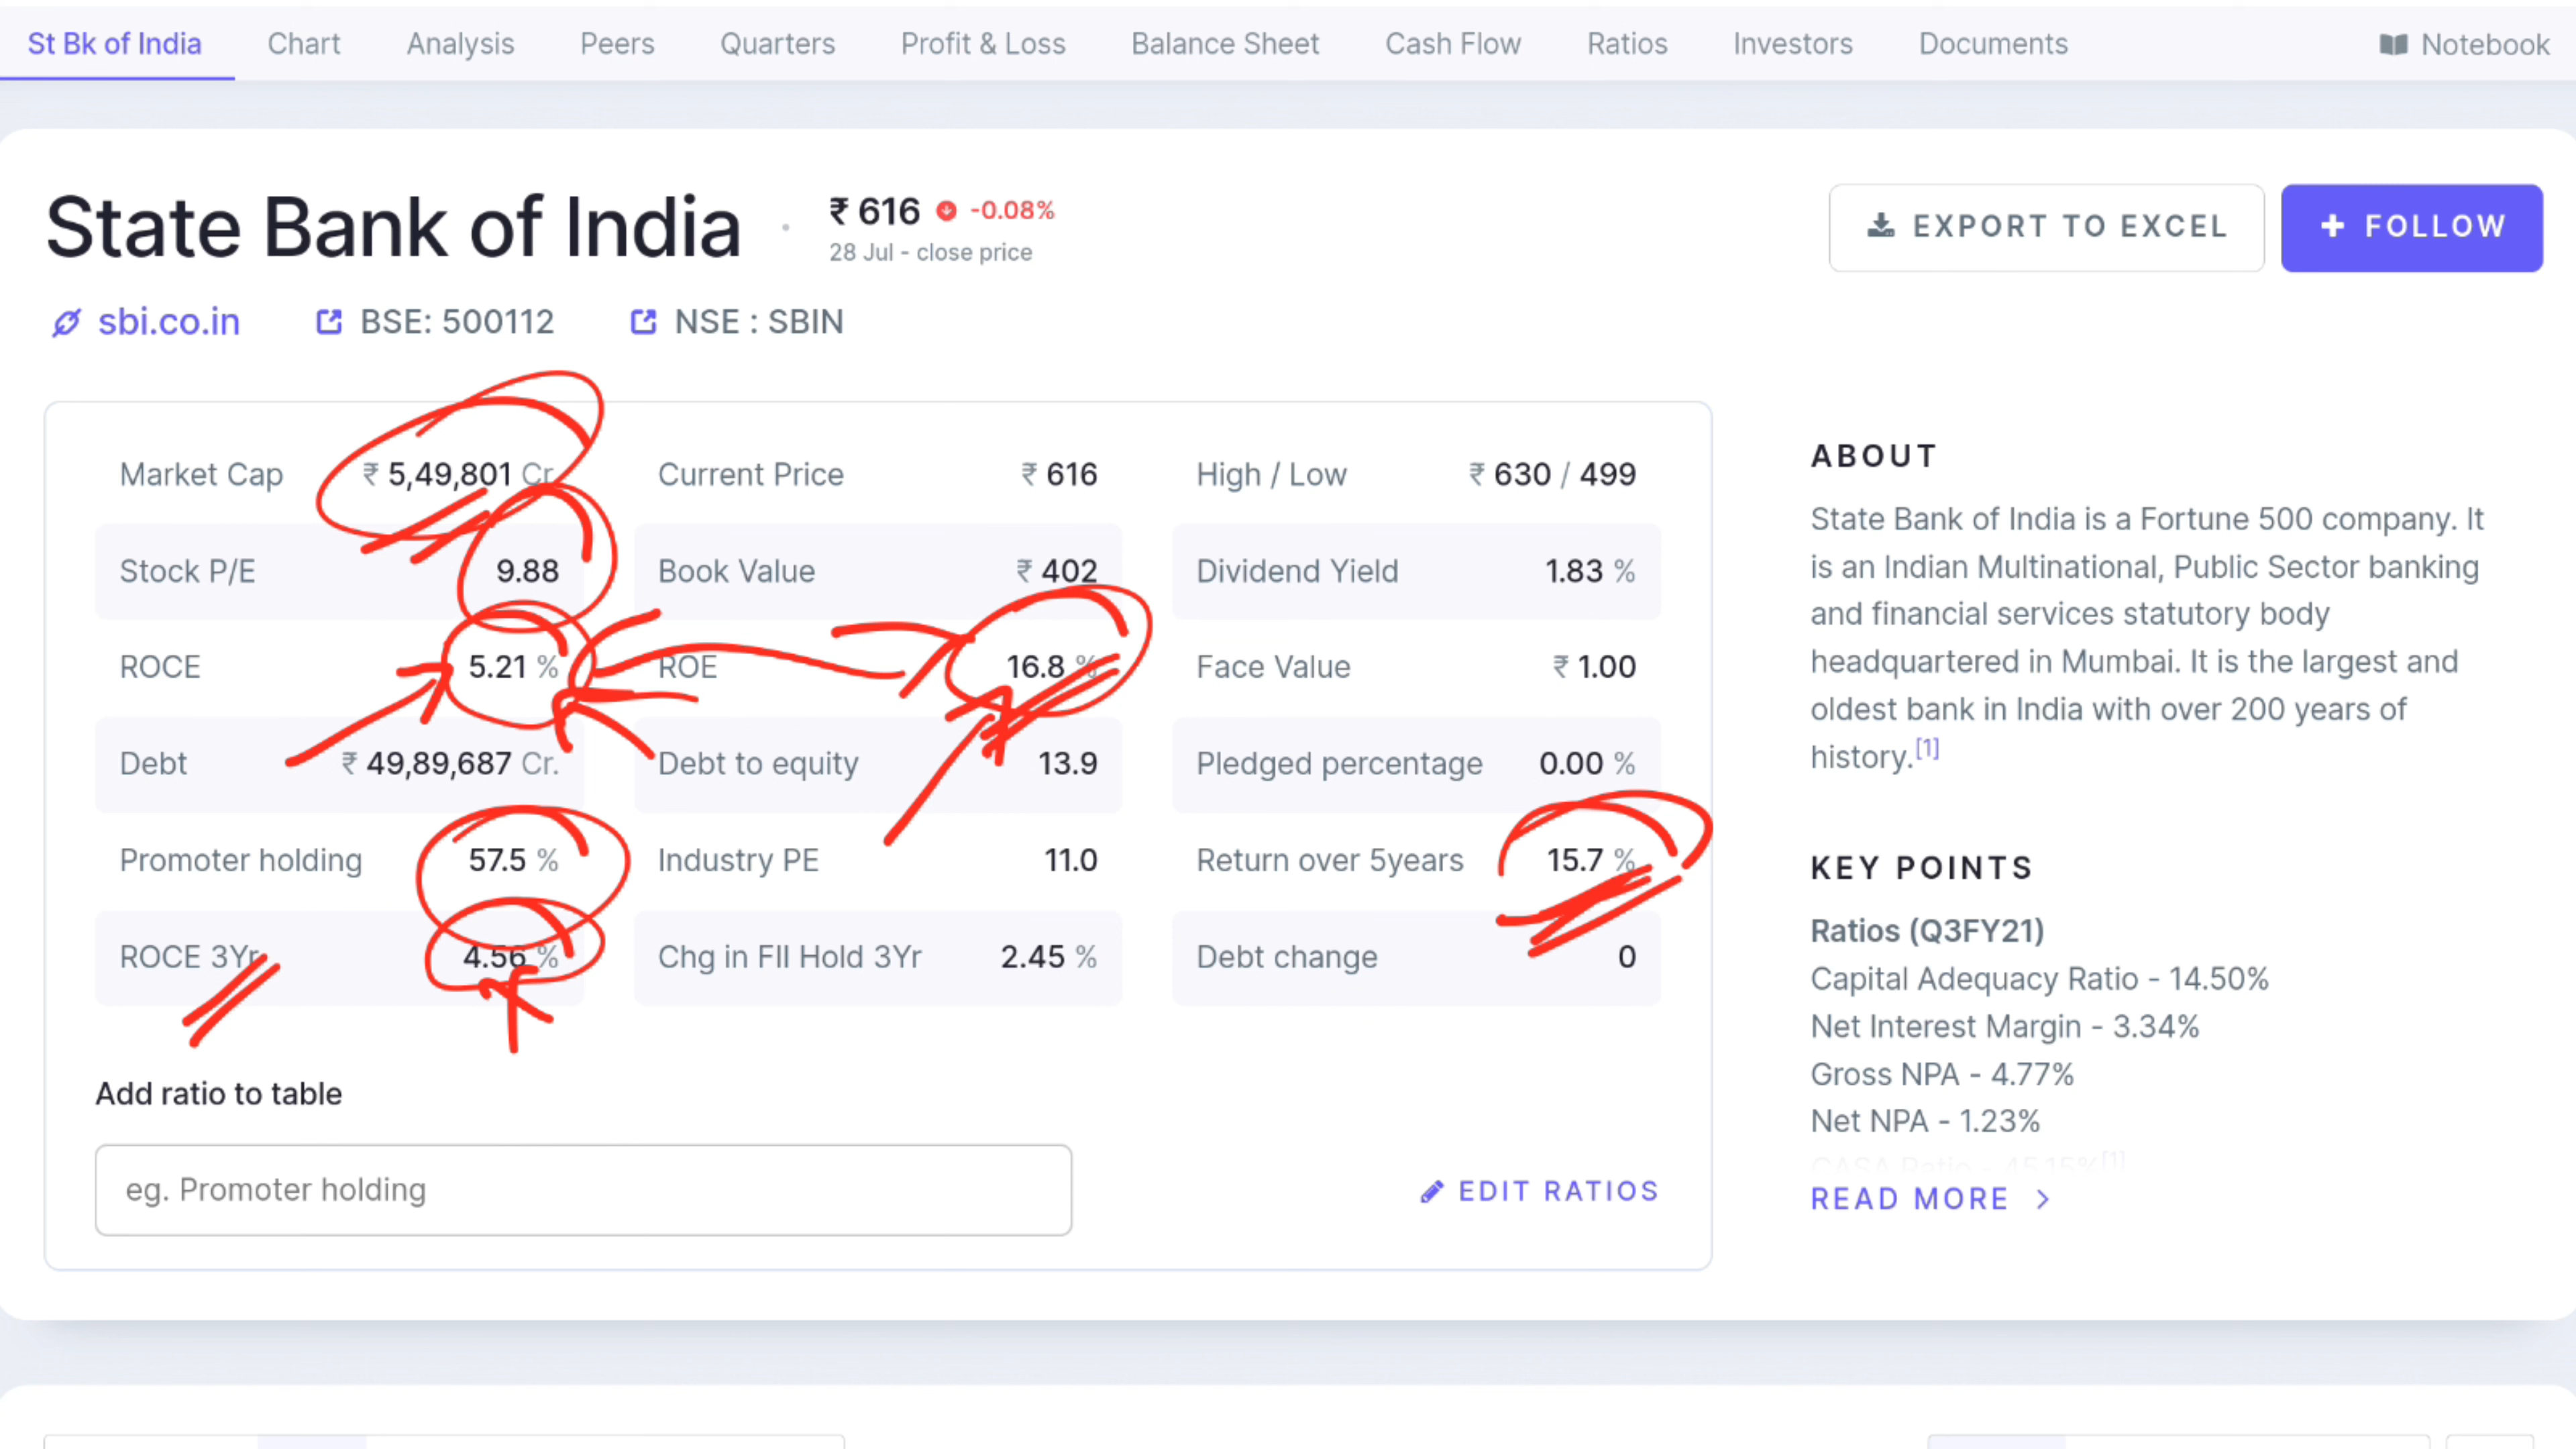 St Bk of India Chart Analysis Peers Quarters Profit & Loss Balance Sheet Cash Flow Ratios Investors Documents Notebook
State Bank of India · ₹ 616 -0.08%
28 Jul - close price
EXPORT TO EXCEL
+ FOLLOW
sbi.co.in BSE: 500112 NSE : SBIN
Market Cap ₹ 5,49,801 Cr. Current Price ₹ 616 High / Low ₹ 630 / 499
Stock P/E 9.88 Book Value ₹ 402 Dividend Yield 1.83 %
ROCE 5.21 % ROE 16.8 % Face Value ₹ 1.00
Debt ₹ 49,89,687 Cr. Debt to equity 13.9 Pledged percentage 0.00 %
Promoter holding 57.5 % Industry PE 11.0 Return over 5years 15.7 %
ROCE 3Yr 4.56 % Chg in FII Hold 3Yr 2.45 % Debt change 0
Add ratio to table
eg. Promoter holding
EDIT RATIOS
ABOUT
State Bank of India is a Fortune 500 company. It
is an Indian Multinational, Public Sector banking
and financial services statutory body
headquartered in Mumbai. It is the largest and
oldest bank in India with over 200 years of
history.[1]
KEY POINTS
Ratios (Q3FY21)
Capital Adequacy Ratio - 14.50%
Net Interest Margin - 3.34%
Gross NPA - 4.77%
Net NPA - 1.23%
CASA Ratio - 45.15%[1]
READ MORE >